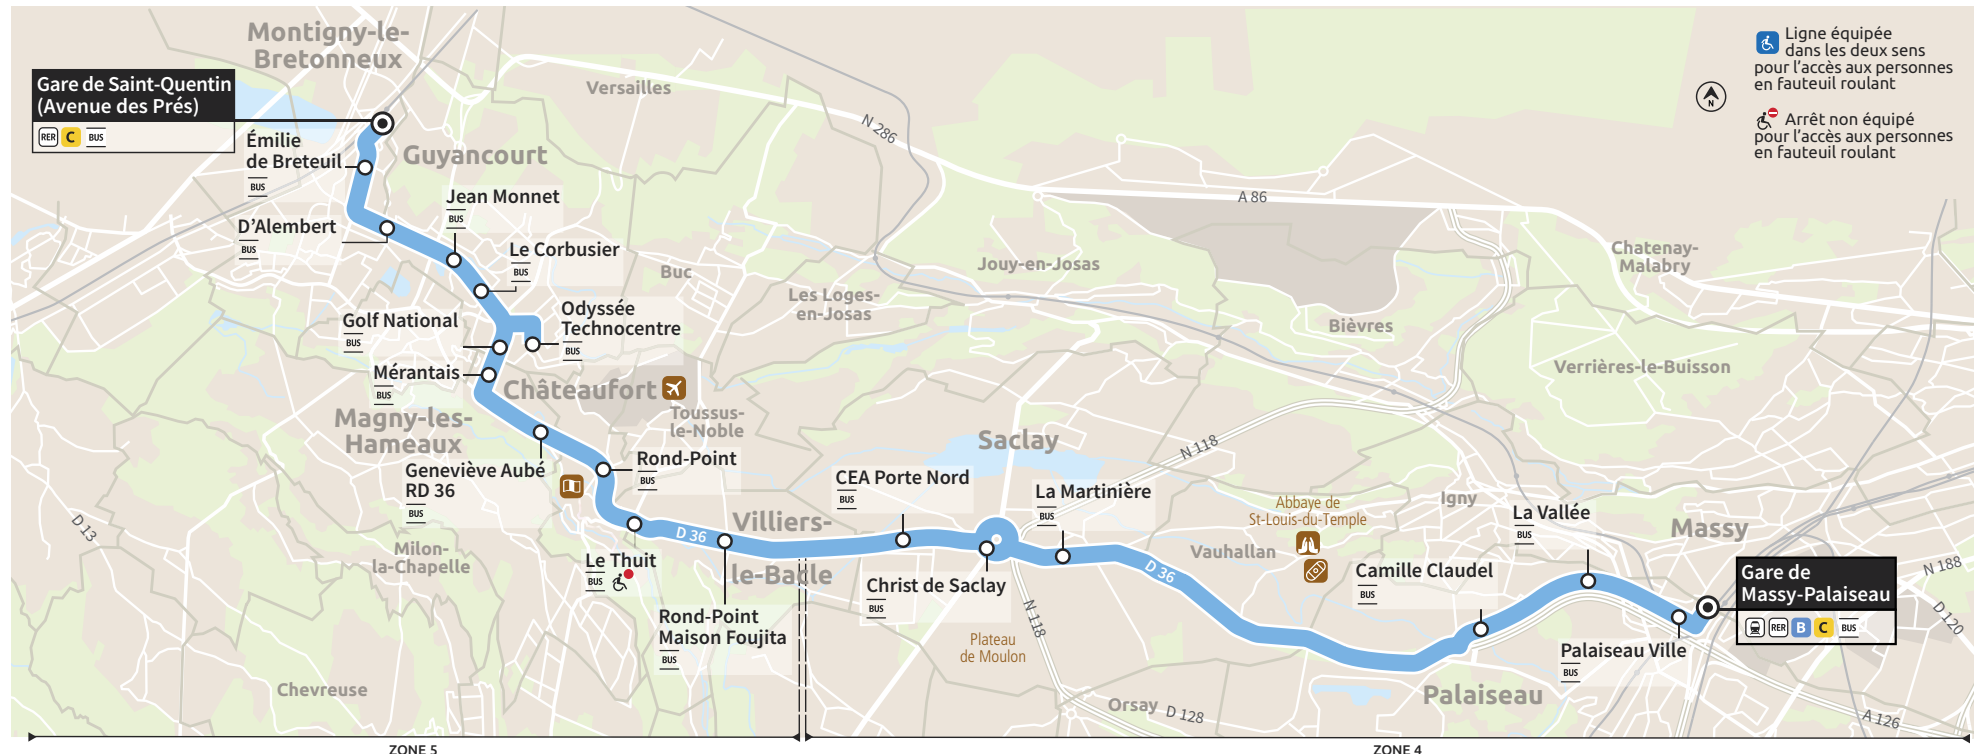 Montigny-le-
Bretonneux
Gare de Saint-Quentin
(Avenue des Prés)
RER C BUS
Émilie
de Breteuil
BUS
Guyancourt
Versailles
N 286
Ligne équipée
dans les deux sens
pour l'accès aux personnes
en fauteuil roulant
N
Arrêt non équipé
pour l'accès aux personnes
en fauteuil roulant
D'Alembert
BUS
Jean Monnet
BUS
Le Corbusier
BUS
Buc
A 86
Jouy-en-Josas
Chatenay-
Malabry
Les Loges-
en-Josas
Golf National
BUS
Odyssée
Technocentre
BUS
Bièvres
Verrières-le-Buisson
Mérantais
BUS
Châteaufort
Toussus-
le-Noble
Magny-les-
Hameaux
Geneviève Aubé
RD 36
BUS
Rond-Point
BUS
Saclay
N 118
CEA Porte Nord
BUS
La Martinière
BUS
Abbaye de
St-Louis-du-Temple
Igny
La Vallée
BUS
Massy
D 13
Milon-
la-Chapelle
Le Thuit
BUS
D 36
Villiers-
le-Bacle
Christ de Saclay
BUS
Vauhallan
D 36
Camille Claudel
BUS
Gare de
Massy-Palaiseau
RER B C BUS
N 188
D 120
Rond-Point
Maison Foujita
BUS
N 118
Plateau
de Moulon
Palaiseau Ville
BUS
Chevreuse
Orsay
D 128
Palaiseau
A 126
ZONE 5
ZONE 4